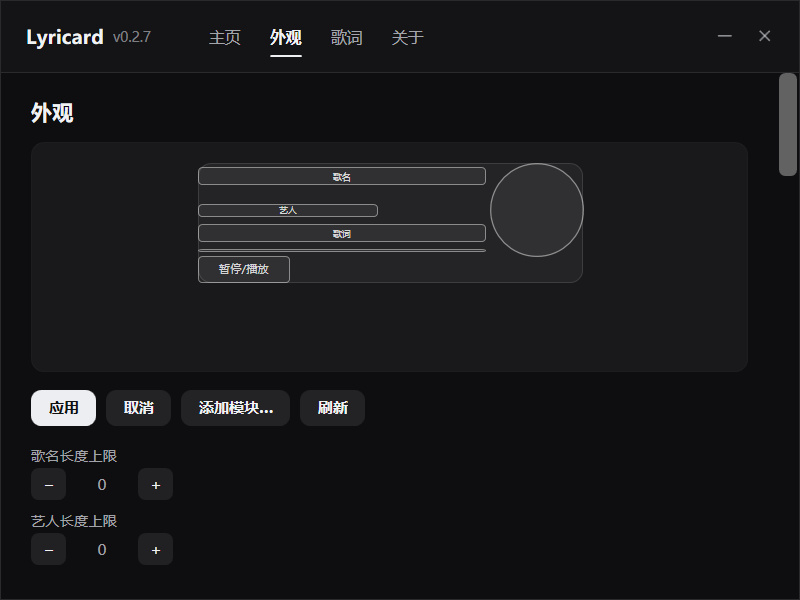 Lyricard v0.2.7 主页 外观 歌词 关于
外观
歌名
艺人
歌词
暂停/播放
应用 取消 添加模块... 刷新
歌名长度上限
– 0 +
艺人长度上限
– 0 +